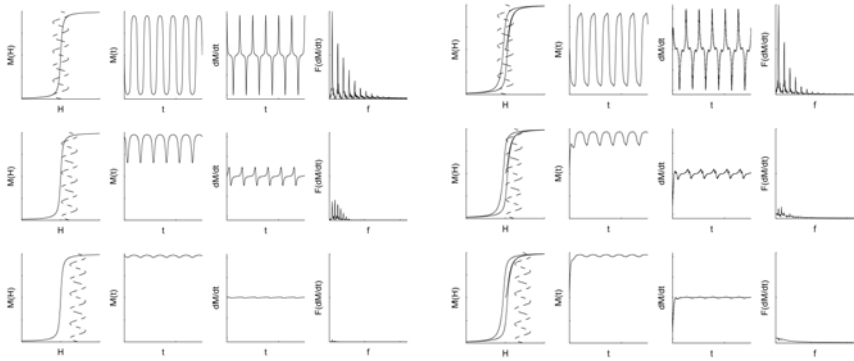 M(H)
H
M(t)
t
dM/dt
t
F(dM/dt)
f
M(H)
H
M(t)
t
dM/dt
t
F(dM/dt)
f
M(H)
H
M(t)
t
dM/dt
t
F(dM/dt)
f
M(H)
H
M(t)
t
dM/dt
t
F(dM/dt)
f
M(H)
H
M(t)
t
dM/dt
t
F(dM/dt)
f
M(H)
H
M(t)
t
dM/dt
t
F(dM/dt)
f